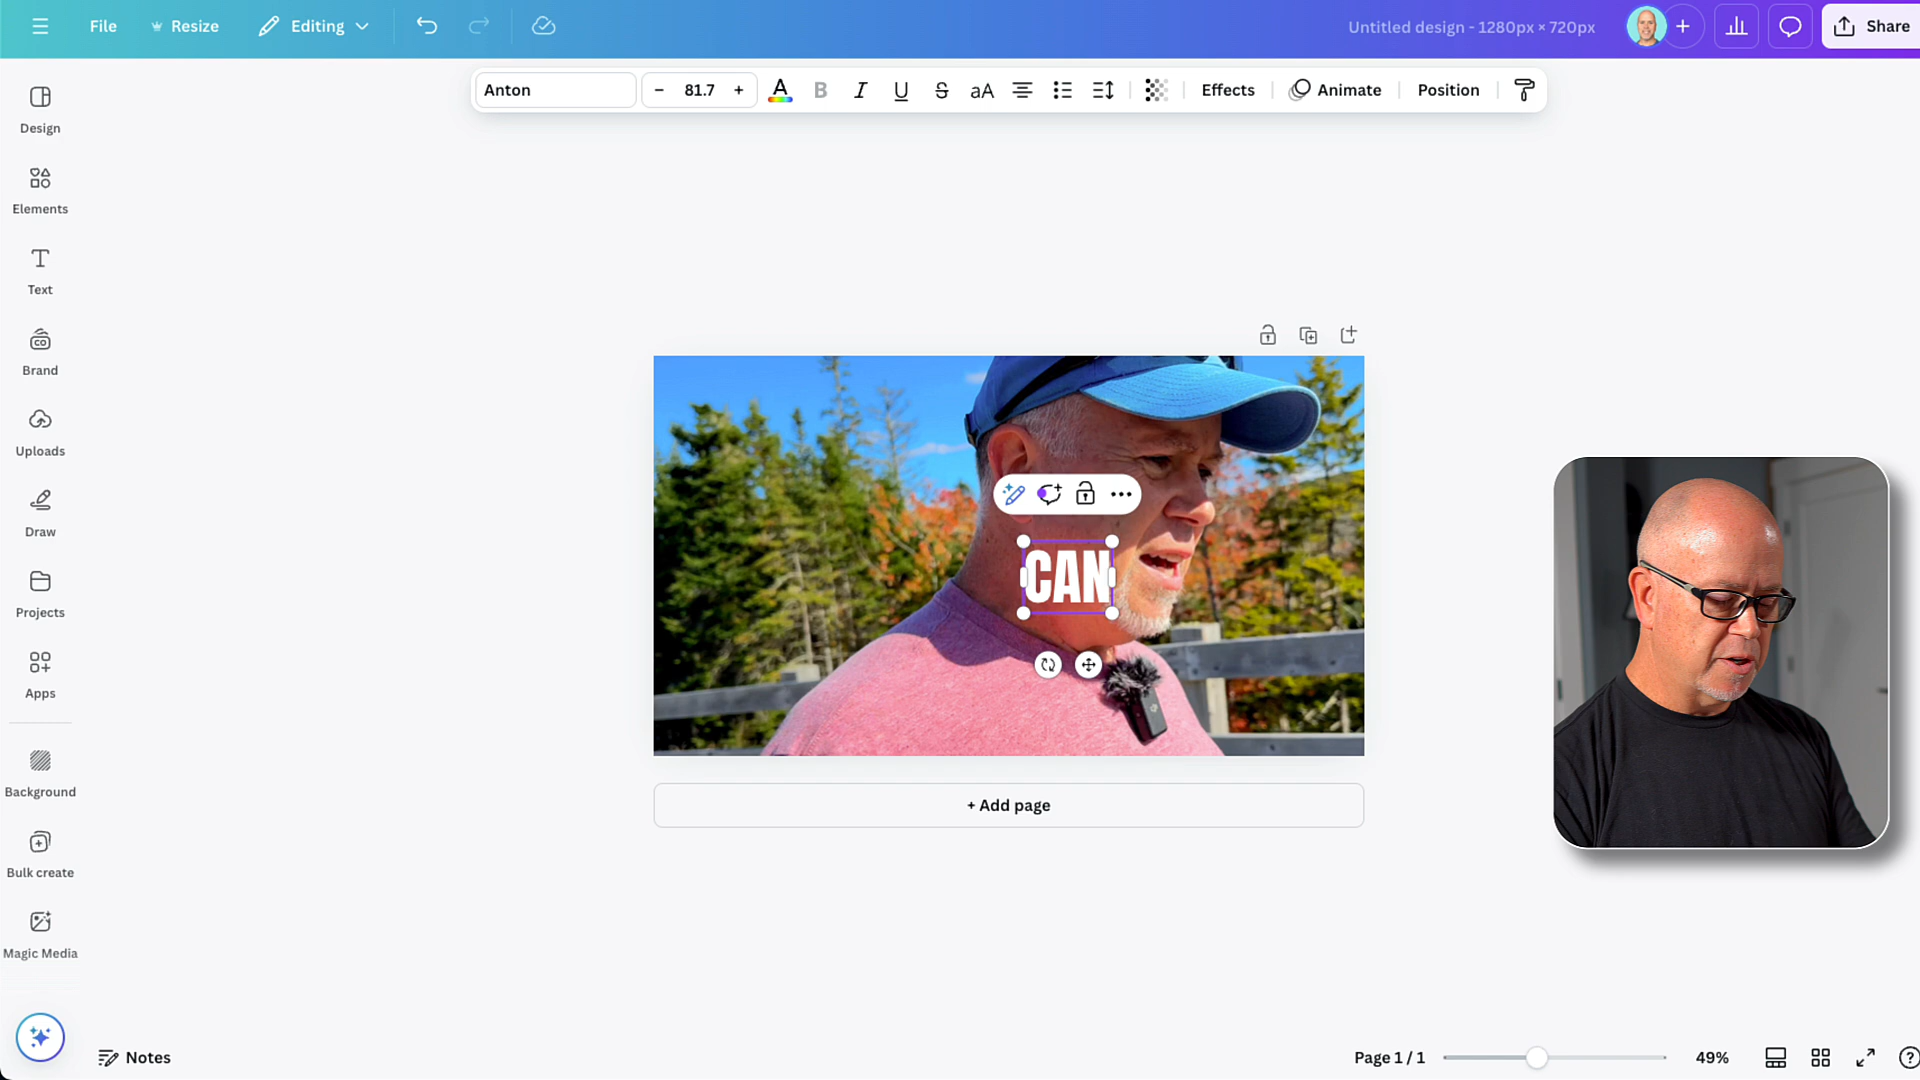 File
Resize
Editing
Untitled design - 1280px × 720px
Share
Anton
81.7
A
B
I
U
S
aA
Effects
Animate
Position
Design
Elements
Text
Brand
Uploads
Draw
Projects
Apps
Background
Bulk create
Magic Media
CAN
+ Add page
Notes
Page 1 / 1
49%